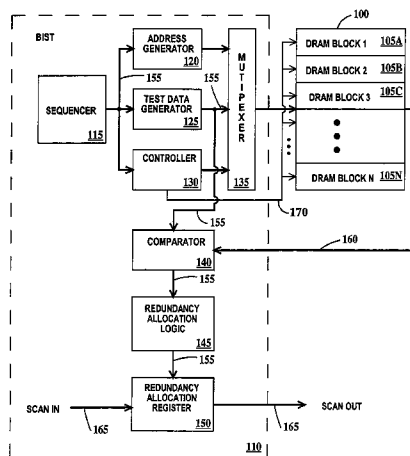 BIST
ADDRESS
GENERATOR
120
155
155
SEQUENCER
115
TEST DATA
GENERATOR
125
CONTROLLER
130
MUTIPEXER
135
100
DRAM BLOCK 1 105A
DRAM BLOCK 2 105B
DRAM BLOCK 3 105C
DRAM BLOCK N 105N
170
155
COMPARATOR
140
160
155
REDUNDANCY
ALLOCATION
LOGIC
145
155
SCAN IN
165
REDUNDANCY
ALLOCATION
REGISTER
150
165
SCAN OUT
110